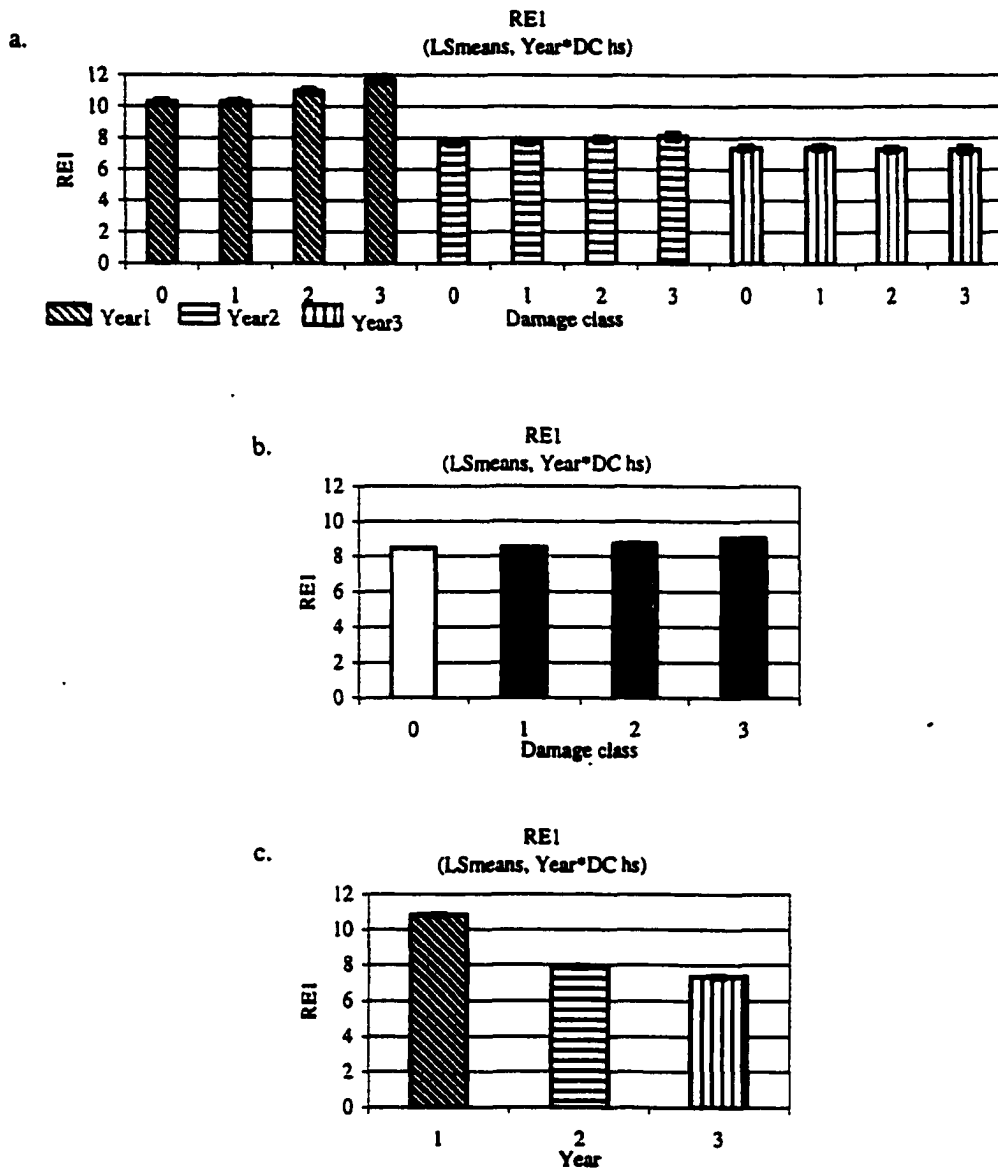 a.
RE1
(LSmeans, Year*DC hs)
12
10
8
6
4
2
0
RE1
0 1 2 3 0 1 2 3 0 1 2 3
Damage class
Year1 Year2 Year3
b.
RE1
(LSmeans, Year*DC hs)
12
10
8
6
4
2
0
RE1
0 1 2 3
Damage class
c.
RE1
(LSmeans, Year*DC hs)
12
10
8
6
4
2
0
RE1
1 2 3
Year